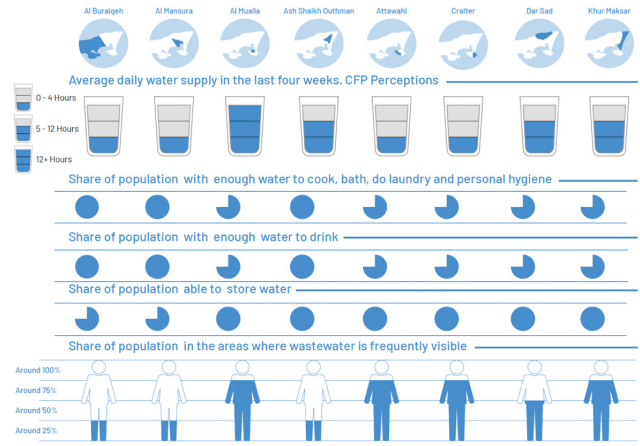 Al Buraiqeh Al Mansura Al Mualla Ash Shaikh Outhman Attawahi Craiter Dar Sad Khur Maksar
Average daily water supply in the last four weeks. CFP Perceptions
0 - 4 Hours
5 - 12 Hours
12+ Hours
Share of population with enough water to cook, bath, do laundry and personal hygiene
Share of population with enough water to drink
Share of population able to store water
Share of population in the areas where wastewater is frequently visible
Around 100%
Around 75%
Around 50%
Around 25%